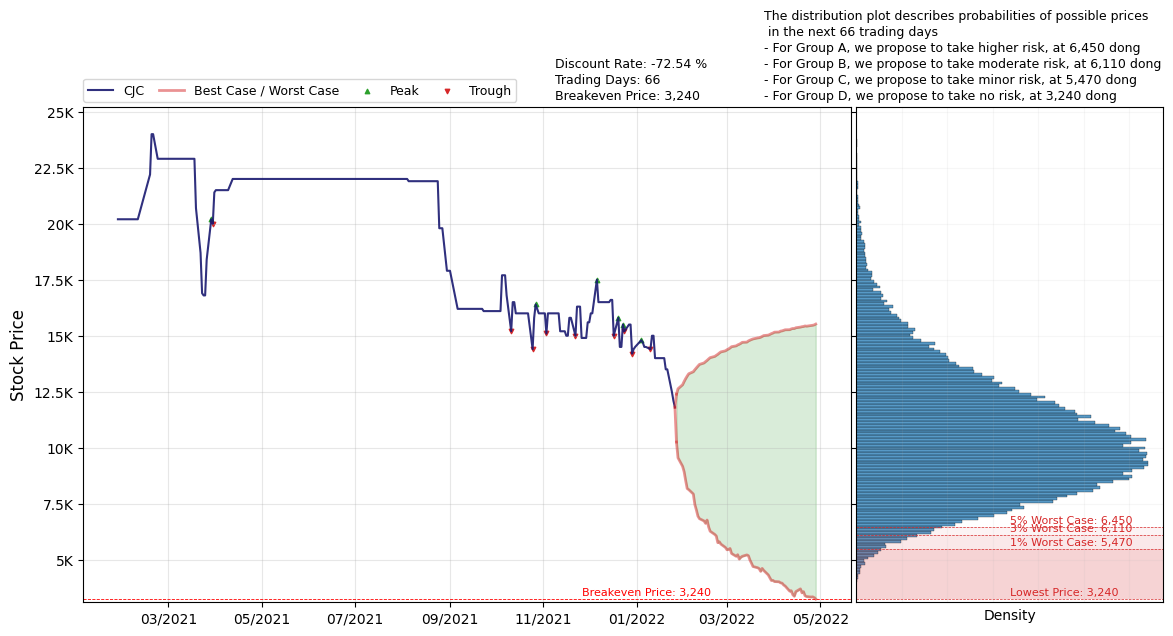 The distribution plot describes probabilities of possible prices
in the next 66 trading days
- For Group A, we propose to take higher risk, at 6,450 dong
- For Group B, we propose to take moderate risk, at 6,110 dong
- For Group C, we propose to take minor risk, at 5,470 dong
- For Group D, we propose to take no risk, at 3,240 dong
Discount Rate: -72.54 %
Trading Days: 66
Breakeven Price: 3,240
CJC Best Case / Worst Case Peak Trough
Stock Price
25K
22.5K
20K
17.5K
15K
12.5K
10K
7.5K
5K
Breakeven Price: 3,240
03/2021 05/2021 07/2021 09/2021 11/2021 01/2022 03/2022 05/2022
5% Worst Case: 6,450
3% Worst Case: 6,110
1% Worst Case: 5,470
Lowest Price: 3,240
Density